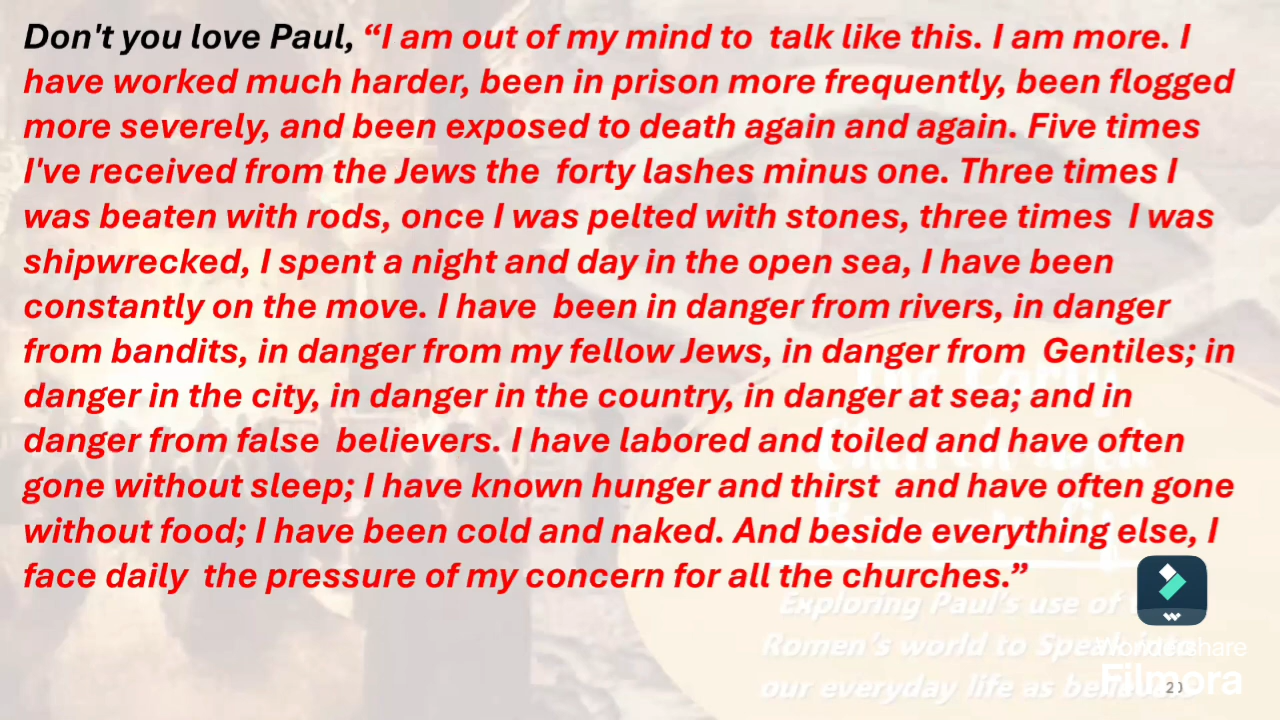 Don't you love Paul, “I am out of my mind to talk like this. I am more. I
have worked much harder, been in prison more frequently, been flogged
more severely, and been exposed to death again and again. Five times
I've received from the Jews the forty lashes minus one. Three times I
was beaten with rods, once I was pelted with stones, three times I was
shipwrecked, I spent a night and day in the open sea, I have been
constantly on the move. I have been in danger from rivers, in danger
from bandits, in danger from my fellow Jews, in danger from Gentiles; in
danger in the city, in danger in the country, in danger at sea; and in
danger from false believers. I have labored and toiled and have often
gone without sleep; I have known hunger and thirst and have often gone
without food; I have been cold and naked. And beside everything else, I
face daily the pressure of my concern for all the churches.”
Exploring Paul's use of
Romen's world to Speak
our everyday life as
Wondershare
Filmora
20